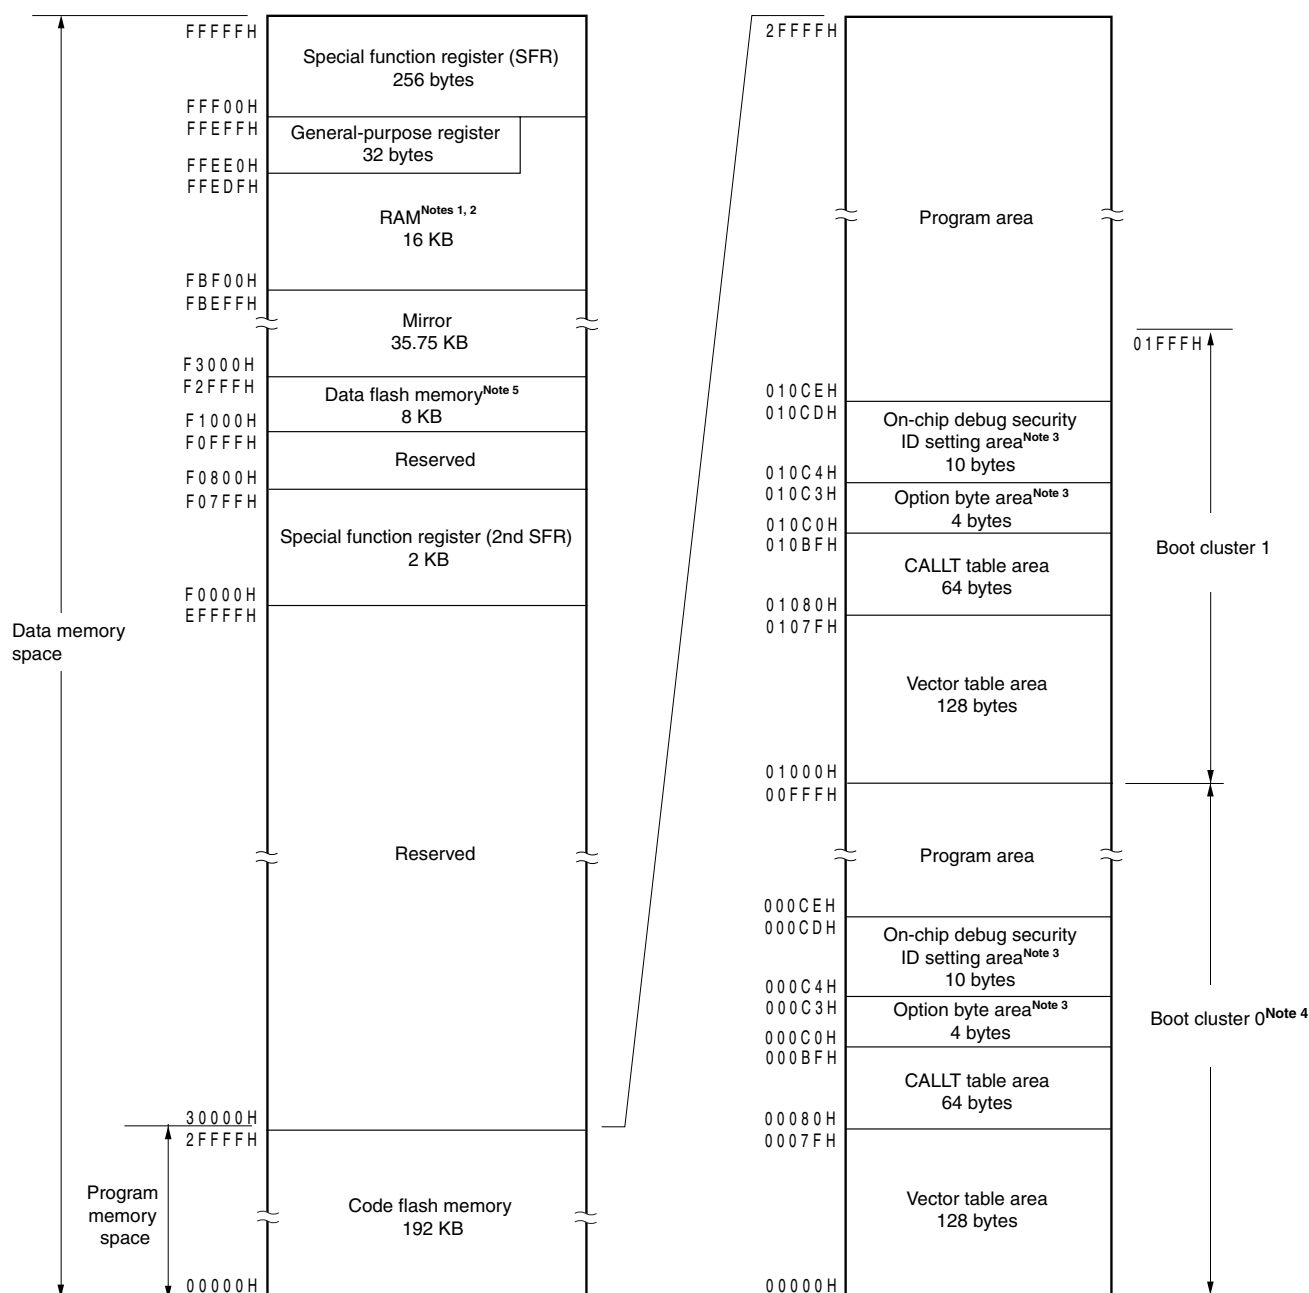 FFFFFH
Special function register (SFR)
256 bytes
FFF00H
FFEFFH
General-purpose register
32 bytes
FFEE0H
FFEDFH
RAMNotes 1, 2
16 KB
FBF00H
FBEFFH
Mirror
35.75 KB
F3000H
F2FFFH
Data flash memoryNote 5
8 KB
F1000H
F0FFFH
Reserved
F0800H
F07FFH
Special function register (2nd SFR)
2 KB
F0000H
EFFFFH
Data memory
space
Reserved
30000H
2FFFFH
Program
memory
space
Code flash memory
192 KB
00000H
2FFFFH
Program area
01FFFH
010CEH
010CDH
On-chip debug security
ID setting areaNote 3
10 bytes
010C4H
010C3H
Option byte areaNote 3
4 bytes
010C0H
010BFH
CALLT table area
64 bytes
Boot cluster 1
01080H
0107FH
Vector table area
128 bytes
01000H
00FFFH
Program area
000CEH
000CDH
On-chip debug security
ID setting areaNote 3
10 bytes
000C4H
000C3H
Option byte areaNote 3
4 bytes
Boot cluster 0Note 4
000C0H
000BFH
CALLT table area
64 bytes
00080H
0007FH
Vector table area
128 bytes
00000H